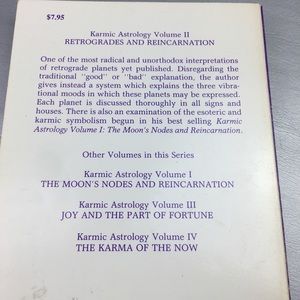 $7.95
Karmic Astrology Volume II
RETROGRADES AND REINCARNATION
One of the most radical and unorthodox interpretations
of retrograde planets yet published. Disregarding the
traditional "good" or "bad" explanation, the author
gives instead a system which explains the three vibra-
tional moods in which these planets may be expressed.
Each planet is discussed thoroughly in all signs and
houses. There is also an examination of the esoteric and
karmic symbolism begun in his best selling Karmic
Astrology Volume I: The Moon's Nodes and Reincarnation.
Other Volumes in this Series
Karmic Astrology Volume I
THE MOON'S NODES AND REINCARNATION
Karmic Astrology Volume III
JOY AND THE PART OF FORTUNE
Karmic Astrology Volume IV
THE KARMA OF THE NOW